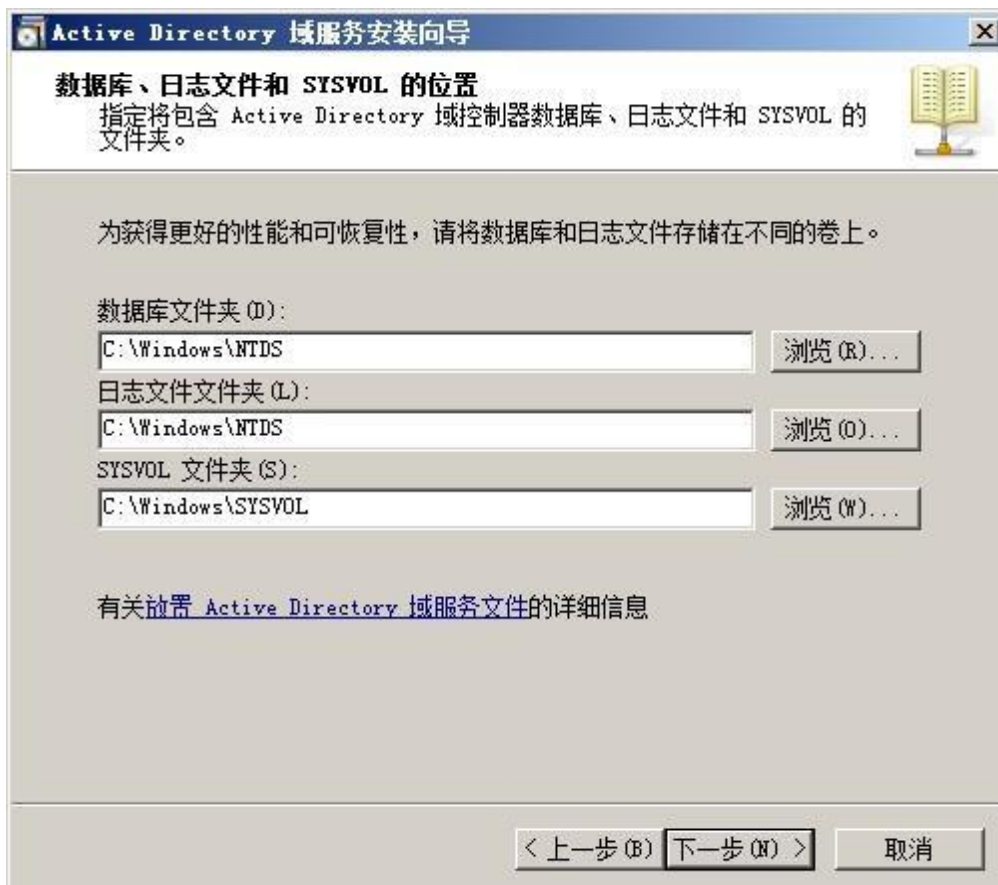 Active Directory 域服务安装向导
数据库、日志文件和 SYSVOL 的位置
指定将包含 Active Directory 域控制器数据库、日志文件和 SYSVOL 的
文件夹。
为获得更好的性能和可恢复性，请将数据库和日志文件存储在不同的卷上。
数据库文件夹(D):
C:\Windows\NTDS
浏览(R)...
日志文件文件夹(L):
C:\Windows\NTDS
浏览(O)...
SYSVOL 文件夹(S):
C:\Windows\SYSVOL
浏览(W)...
有关放置 Active Directory 域服务文件的详细信息
< 上一步(B) 下一步(N) > 取消